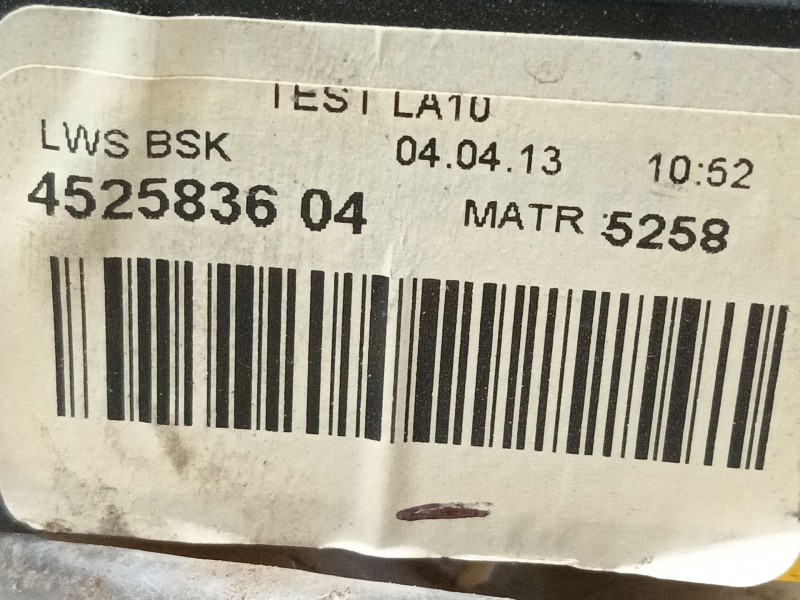 TEST LA10
LWS BSK 04.04.13 10:52
4525836 04 MATR 5258